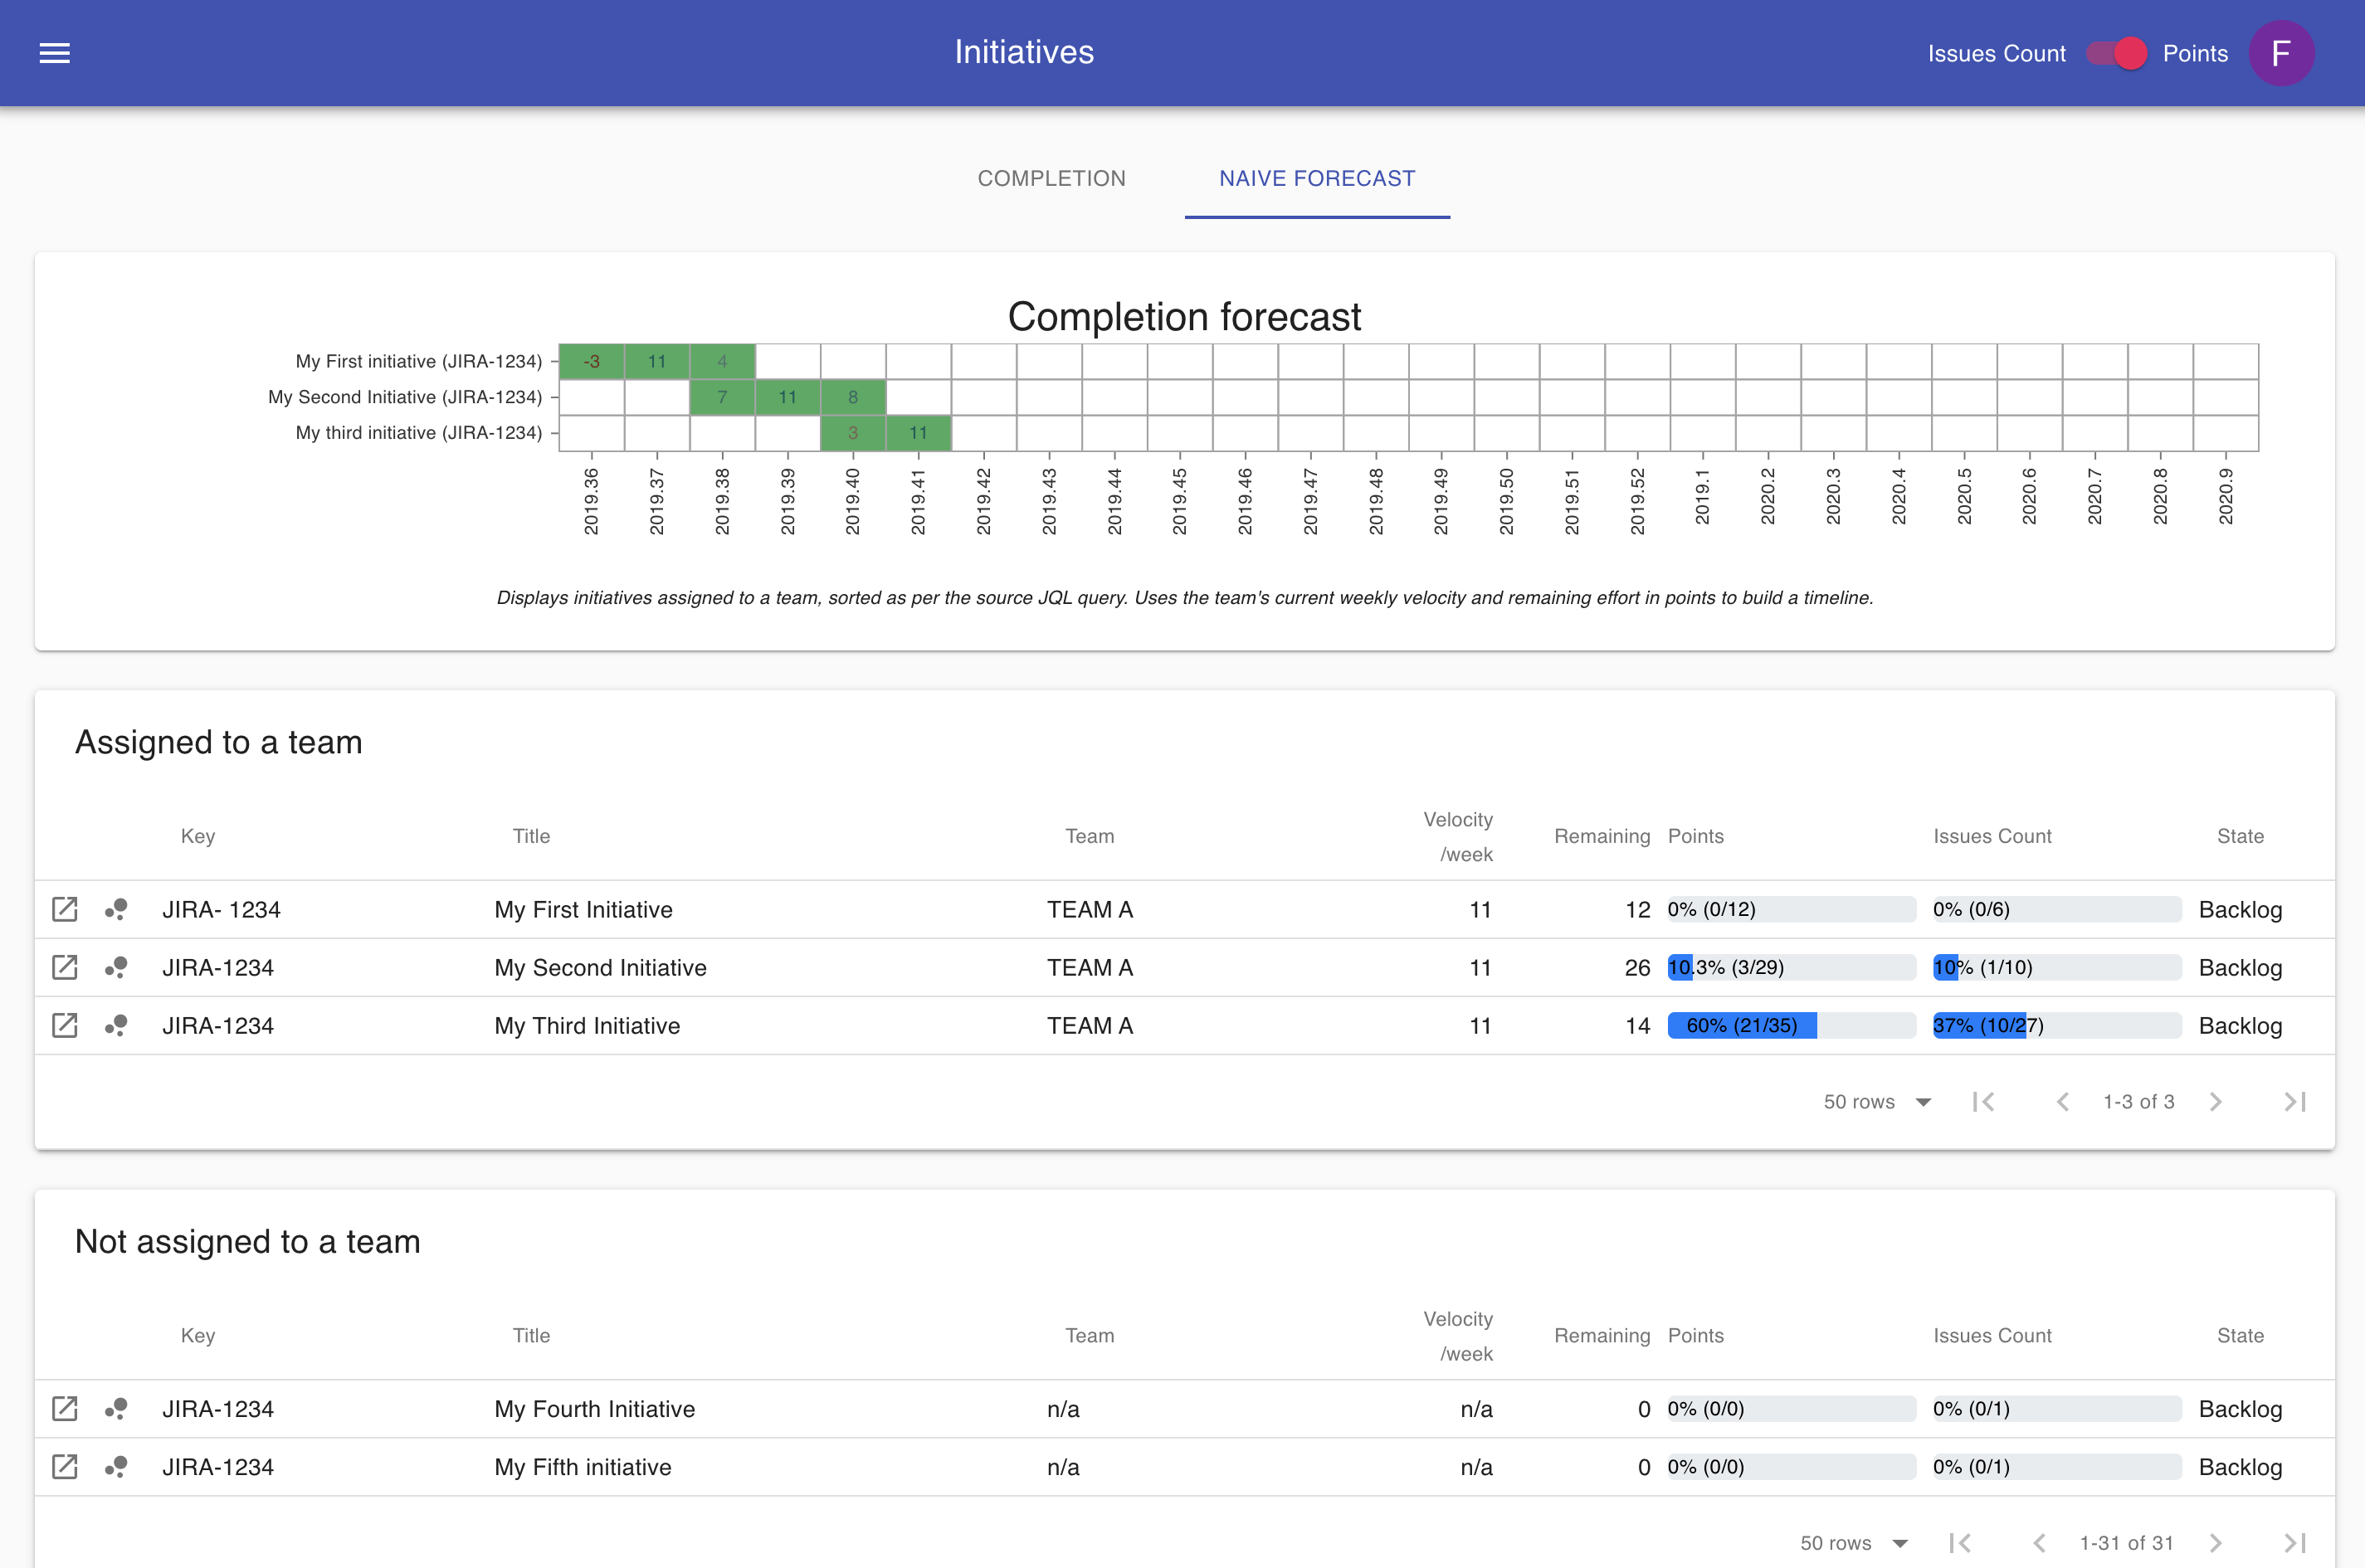 Initiatives
Issues Count Points F
COMPLETION NAIVE FORECAST
Completion forecast
My First initiative (JIRA-1234) -3 11 4
My Second Initiative (JIRA-1234) 7 11 8
My third initiative (JIRA-1234) 3 11
2019.36 2019.37 2019.38 2019.39 2019.40 2019.41 2019.42 2019.43 2019.44 2019.45 2019.46 2019.47 2019.48 2019.49 2019.50 2019.51 2019.52 2019.1 2020.2 2020.3 2020.4 2020.5 2020.6 2020.7 2020.8 2020.9
Displays initiatives assigned to a team, sorted as per the source JQL query. Uses the team's current weekly velocity and remaining effort in points to build a timeline.
Assigned to a team
Key Title Team Velocity /week Remaining Points Issues Count State
JIRA- 1234 My First Initiative TEAM A 11 12 0% (0/12) 0% (0/6) Backlog
JIRA-1234 My Second Initiative TEAM A 11 26 10.3% (3/29) 10% (1/10) Backlog
JIRA-1234 My Third Initiative TEAM A 11 14 60% (21/35) 37% (10/27) Backlog
50 rows 1-3 of 3
Not assigned to a team
Key Title Team Velocity /week Remaining Points Issues Count State
JIRA-1234 My Fourth Initiative n/a n/a 0 0% (0/0) 0% (0/1) Backlog
JIRA-1234 My Fifth initiative n/a n/a 0 0% (0/0) 0% (0/1) Backlog
50 rows 1-31 of 31